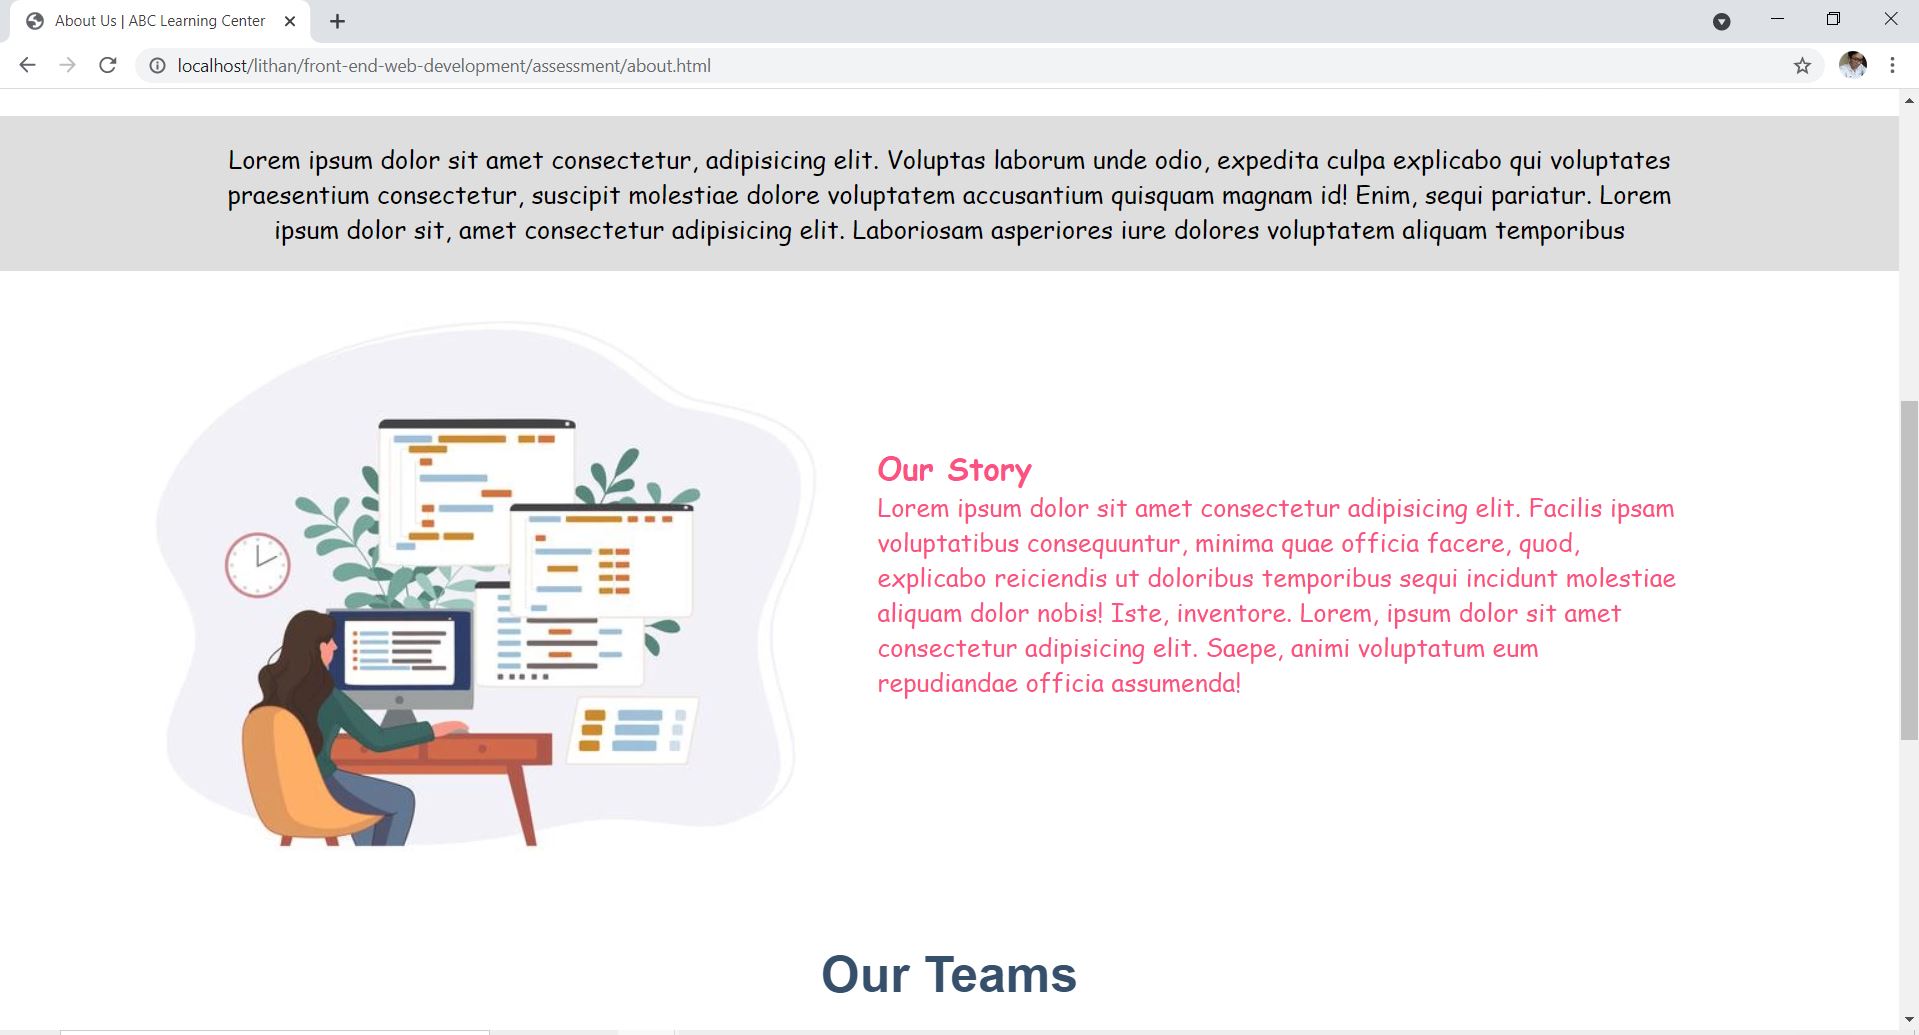 About Us | ABC Learning Center
localhost/lithan/front-end-web-development/assessment/about.html
Lorem ipsum dolor sit amet consectetur, adipisicing elit. Voluptas laborum unde odio, expedita culpa explicabo qui voluptates
praesentium consectetur, suscipit molestiae dolore voluptatem accusantium quisquam magnam id! Enim, sequi pariatur. Lorem
ipsum dolor sit, amet consectetur adipisicing elit. Laboriosam asperiores iure dolores voluptatem aliquam temporibus
Our Story
Lorem ipsum dolor sit amet consectetur adipisicing elit. Facilis ipsam
voluptatibus consequuntur, minima quae officia facere, quod,
explicabo reiciendis ut doloribus temporibus sequi incidunt molestiae
aliquam dolor nobis! Iste, inventore. Lorem, ipsum dolor sit amet
consectetur adipisicing elit. Saepe, animi voluptatum eum
repudiandae officia assumenda!
Our Teams